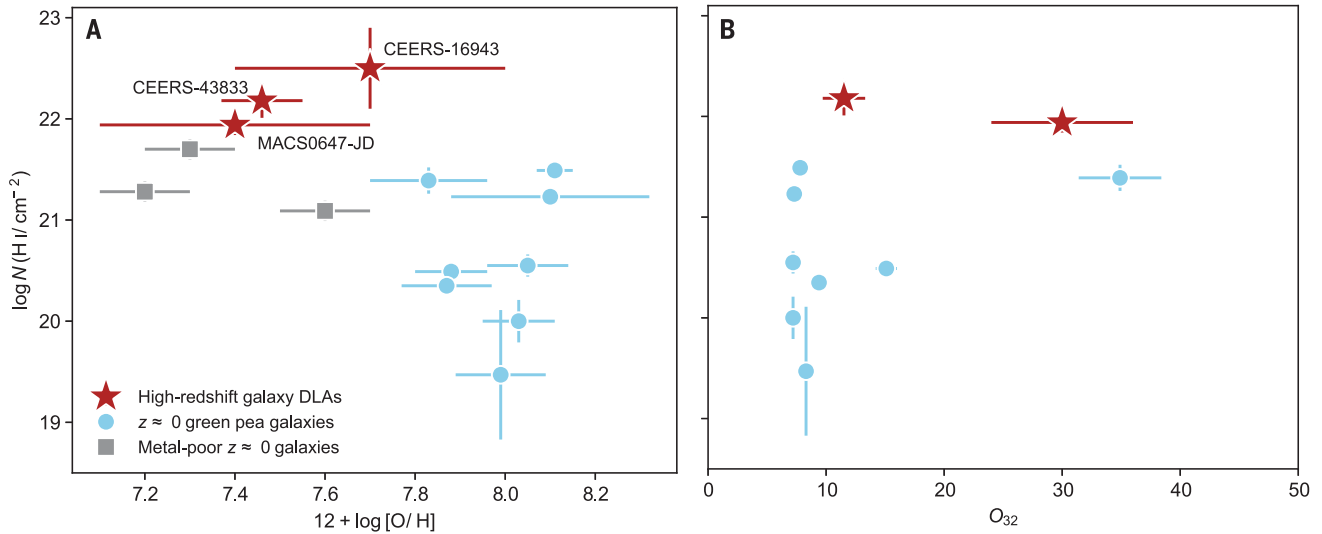 A
B
23
22
21
20
19
log N (H I/ cm⁻²)
CEERS-16943
CEERS-43833
MACS0647-JD
High-redshift galaxy DLAs
z ≈ 0 green pea galaxies
Metal-poor z ≈ 0 galaxies
7.2 7.4 7.6 7.8 8.0 8.2
12 + log [O/ H]
0 10 20 30 40 50
O₃₂